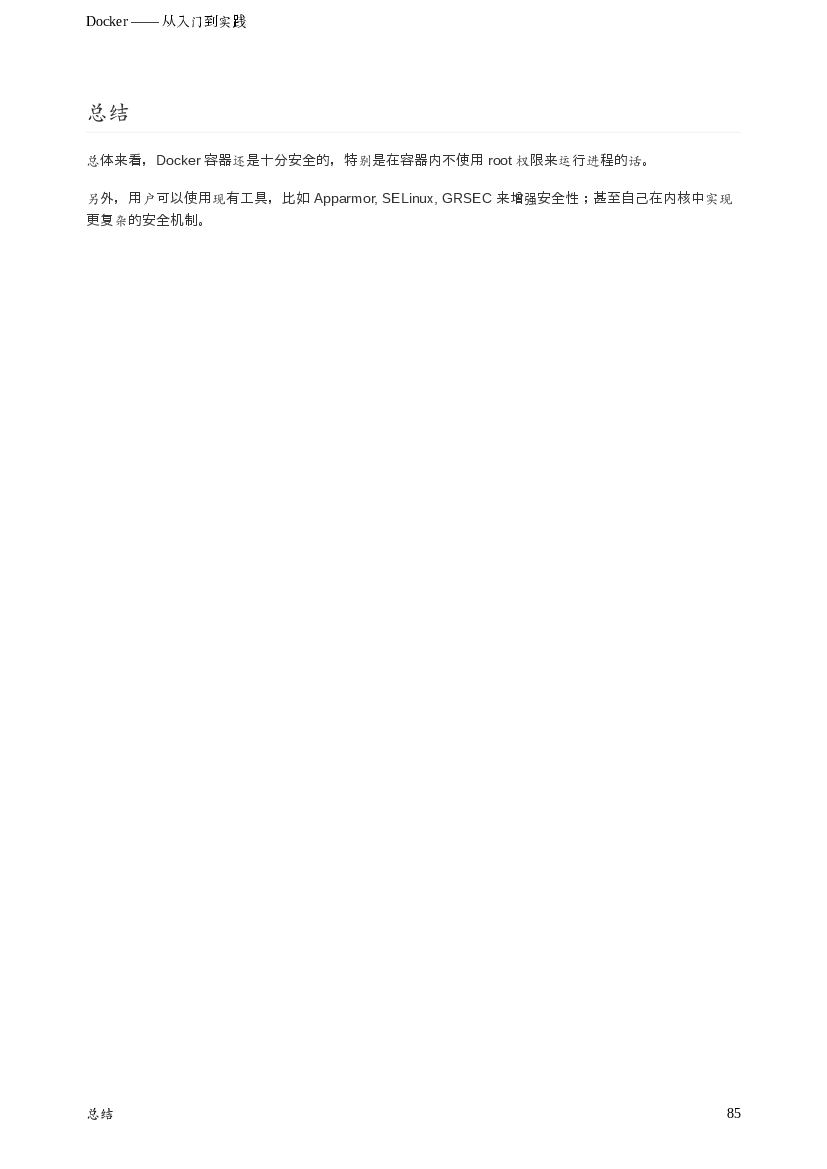 Docker —— 从入门到实践
总结
总体来看，Docker 容器还是十分安全的，特别是在容器内不使用 root 权限来运行进程的话。
另外，用户可以使用现有工具，比如 Apparmor, SELinux, GRSEC 来增强安全性；甚至自己在内核中实现
更复杂的安全机制。
总结 85